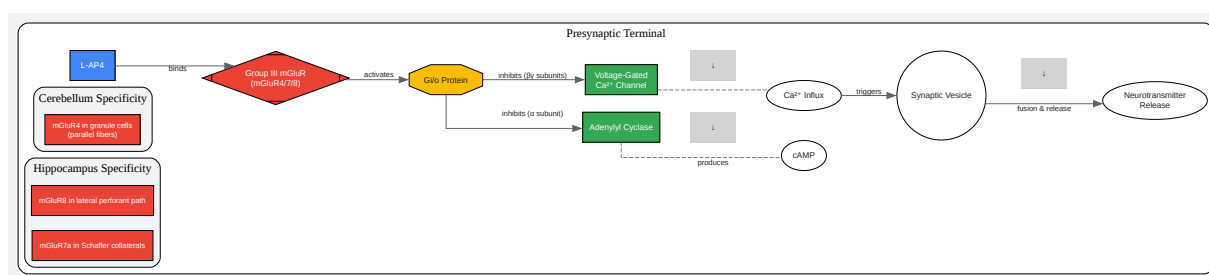 Presynaptic Terminal
L-AP4
binds
Group III mGluR
(mGluR4/7/8)
activates
Gi/o Protein
inhibits (βγ subunits)
Voltage-Gated
Ca²⁺ Channel
↓
Ca²⁺ Influx
triggers
Synaptic Vesicle
↓
fusion & release
Neurotransmitter
Release
inhibits (α subunit)
Adenylyl Cyclase
↓
produces
cAMP
Cerebellum Specificity
mGluR4 in granule cells
(parallel fibers)
Hippocampus Specificity
mGluR8 in lateral perforant path
mGluR7a in Schaffer collaterals